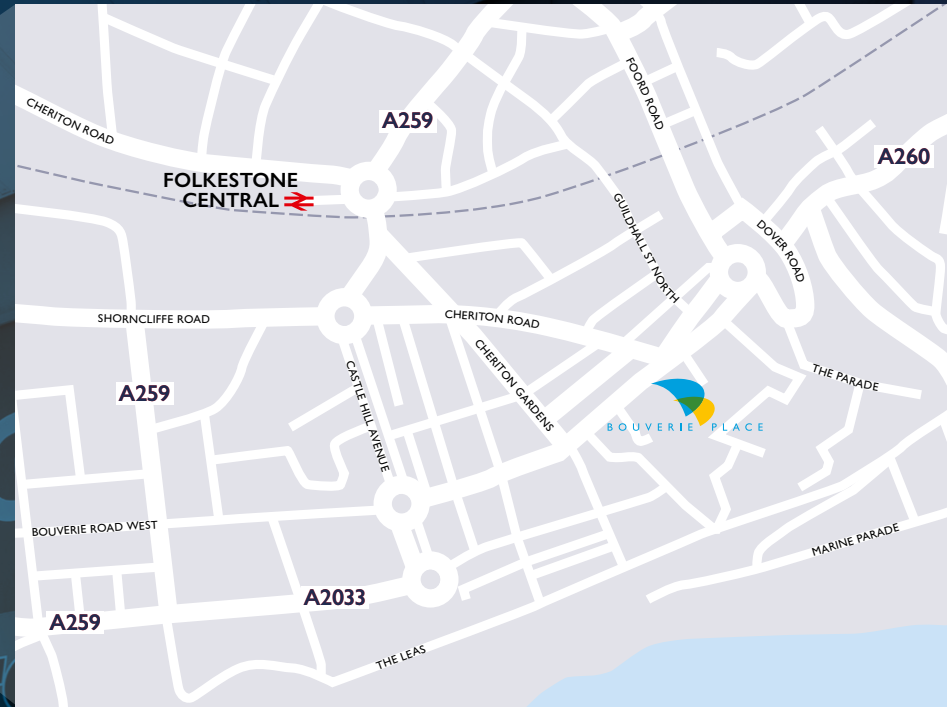 FOORD ROAD
CHERITON ROAD
A259
A260
FOLKESTONE
CENTRAL
GUILDHALL ST NORTH
DOVER ROAD
SHORNCLIFFE ROAD
CHERITON ROAD
CHERITON GARDENS
CASTLE HILL AVENUE
THE PARADE
A259
BOUVERIE PLACE
BOUVERIE ROAD WEST
MARINE PARADE
A2033
A259
THE LEAS